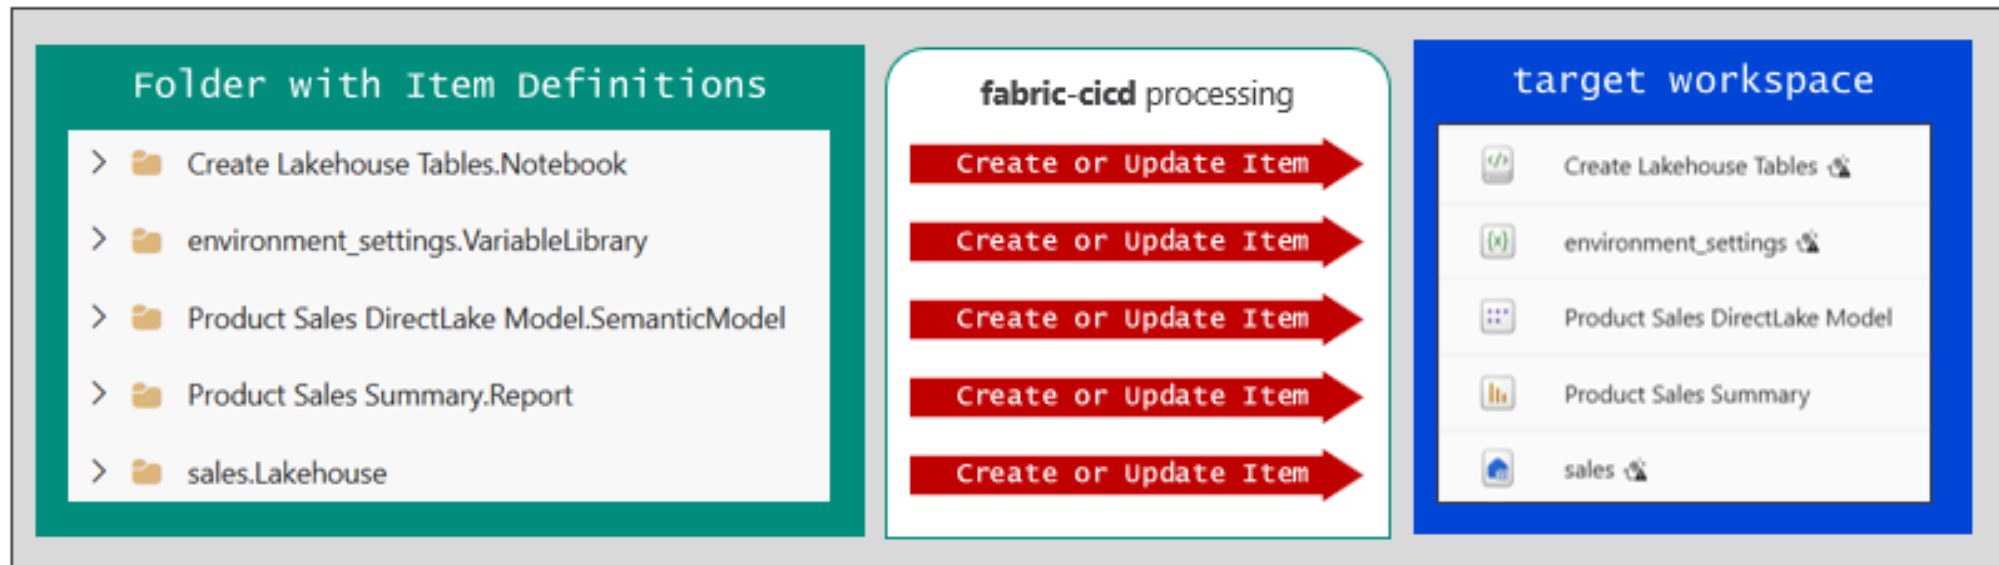 Folder with Item Definitions
Create Lakehouse Tables.Notebook
environment_settings.VariableLibrary
Product Sales DirectLake Model.SemanticModel
Product Sales Summary.Report
sales.Lakehouse
fabric-cicd processing
Create or Update Item
Create or Update Item
Create or Update Item
Create or Update Item
Create or Update Item
target workspace
Create Lakehouse Tables
environment_settings
Product Sales DirectLake Model
Product Sales Summary
sales